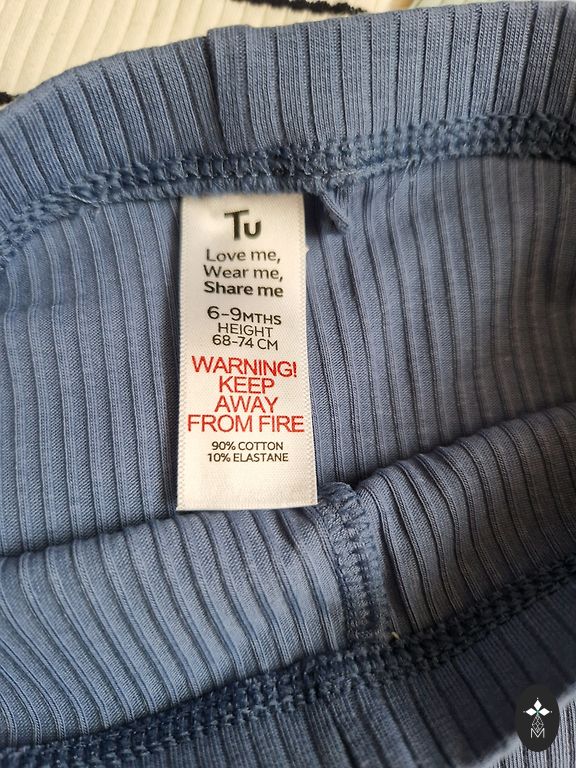 Tu
Love me,
Wear me,
Share me
6-9MTHS
HEIGHT
68-74 CM
WARNING!
KEEP
AWAY
FROM FIRE
90% COTTON
10% ELASTANE
M